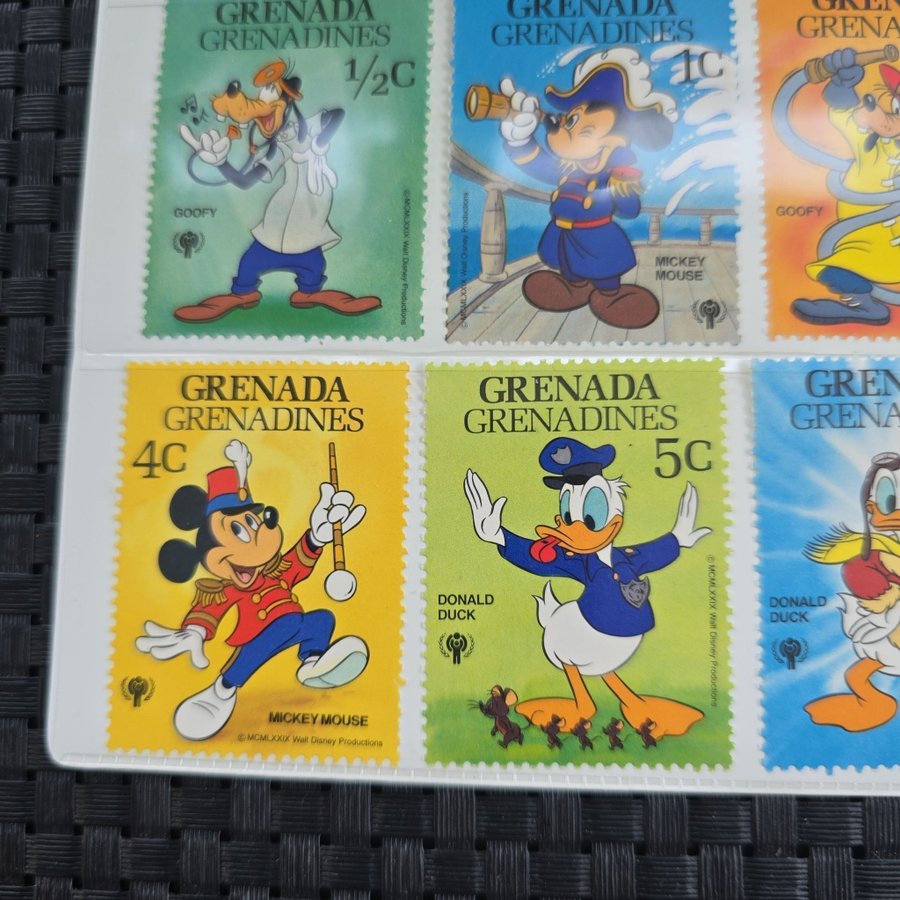 GRENADA
GRENADINES
1/2C
GOOFY
©MCMLXXIX Walt Disney Productions
GRENADA
GRENADINES
1C
MICKEY
MOUSE
©MCMLXXIX Walt Disney Productions
GOOFY
GRENADA
GRENADINES
4C
MICKEY MOUSE
©MCMLXXIX Walt Disney Productions
GRENADA
GRENADINES
5C
DONALD
DUCK
©MCMLXXIX Walt Disney Productions
GREN
GRENA
DONALD
DUCK